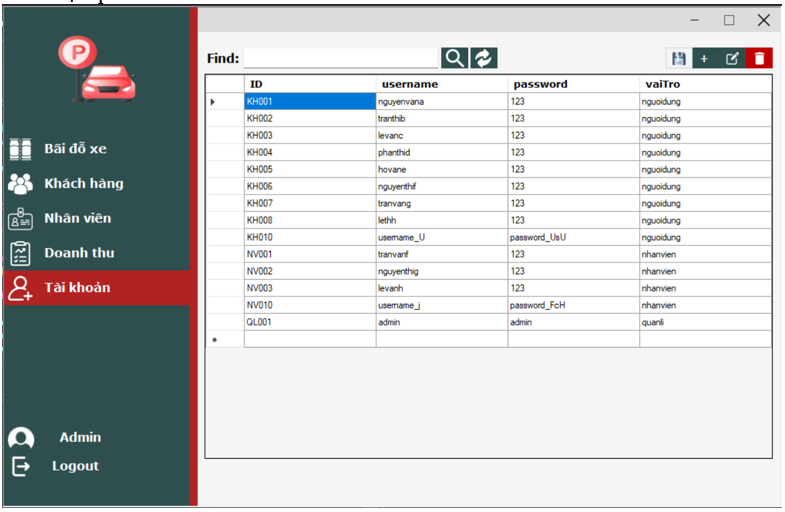 P
Find:
ID username password vaiTro
KH001 nguyenvana 123 nguoidung
KH002 tranthib 123 nguoidung
KH003 levanc 123 nguoidung
KH004 phanthid 123 nguoidung
KH005 hovane 123 nguoidung
KH006 nguyenthif 123 nguoidung
KH007 tranvang 123 nguoidung
KH008 lethh 123 nguoidung
KH010 username_U password_UsU nguoidung
NV001 tranvanf 123 nhanvien
NV002 nguyenthig 123 nhanvien
NV003 levanh 123 nhanvien
NV010 username_j password_FcH nhanvien
QL001 admin admin quanli
Bãi đỗ xe
Khách hàng
Nhân viên
Doanh thu
Tài khoản
Admin
Logout